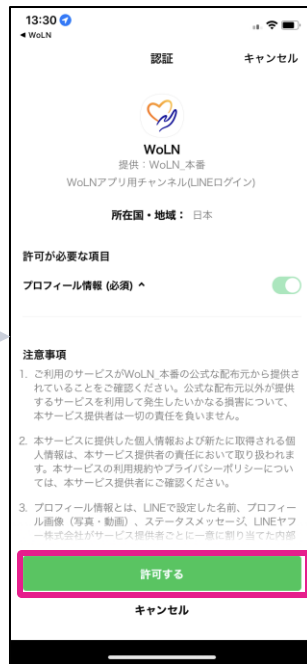 13:30
◀ WoLN
認証
キャンセル
WoLN
提供：WoLN_本番
WoLNアプリ用チャンネル(LINEログイン)
所在国・地域： 日本
許可が必要な項目
プロフィール情報 (必須) ^
注意事項
1. ご利用のサービスがWoLN_本番の公式な配布元から提供さ
れていることをご確認ください。公式な配布元以外が提供
するサービスを利用して発生したいかなる損害について、
本サービス提供者は一切の責任を負いません。
2. 本サービスに提供した個人情報および新たに取得される個
人情報は、本サービス提供者の責任において取り扱われま
す。本サービスの利用規約やプライバシーポリシーについ
ては、本サービス提供者にご確認ください。
3. プロフィール情報とは、LINEで設定した名前、プロフィー
ル画像（写真・動画）、ステータスメッセージ、LINEヤフ
ー株式会社がサービス提供者ごとに一意に割り当てた内部
許可する
キャンセル